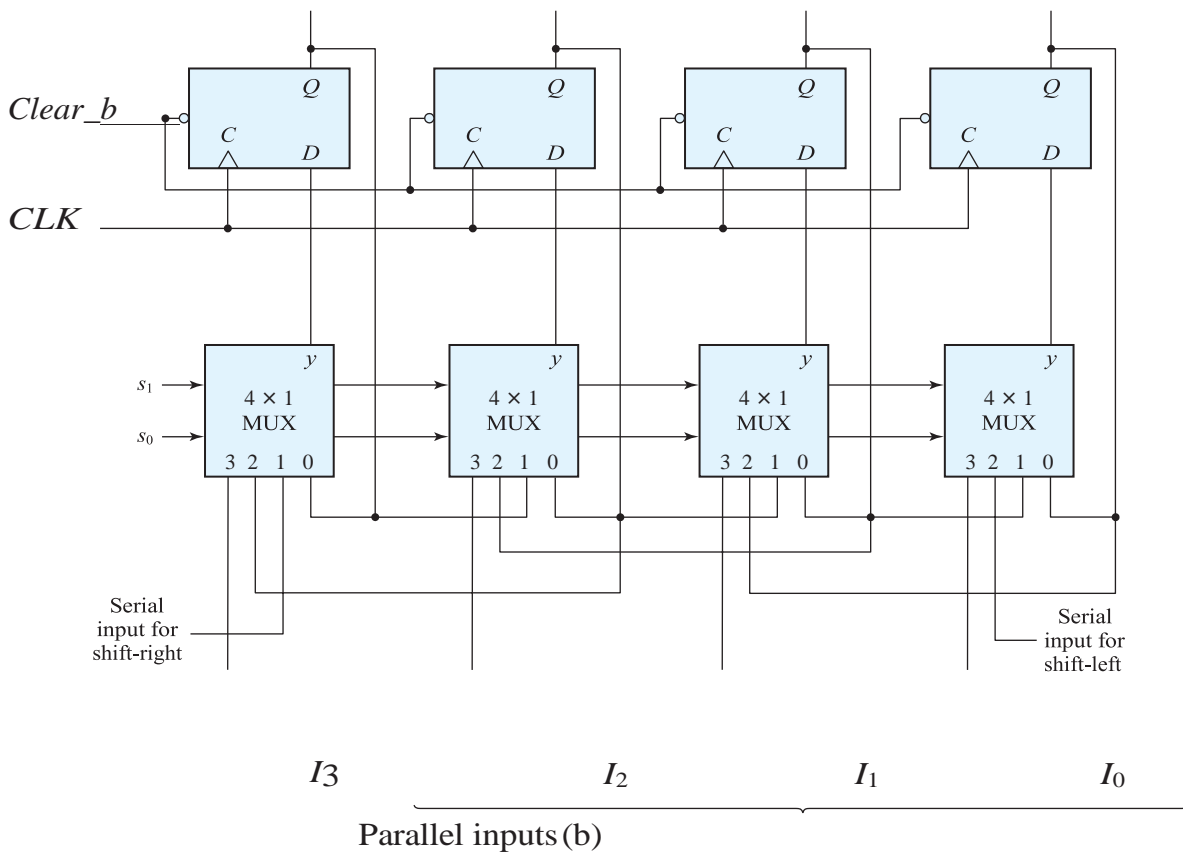 Q Q Q Q
Clear_b
C C C C
D D D D
CLK
y y y y
s₁
4 × 1 4 × 1 4 × 1 4 × 1
MUX MUX MUX MUX
s₀
3 2 1 0 3 2 1 0 3 2 1 0 3 2 1 0
Serial
input for
shift-right
Serial
input for
shift-left
I3 I₂ I₁ I₀
Parallel inputs (b)